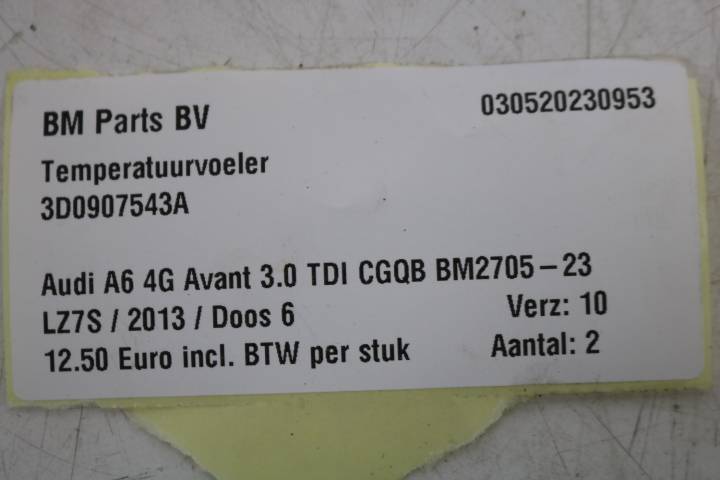 BM Parts BV
030520230953
Temperatuurvoeler
3D0907543A
Audi A6 4G Avant 3.0 TDI CGQB BM2705-23
LZ7S / 2013 / Doos 6
Verz: 10
12.50 Euro incl. BTW per stuk
Aantal: 2